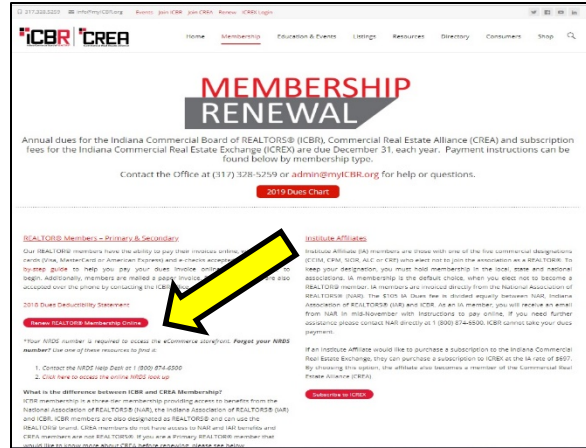 317.328.5259 info@myICBR.org Events Join ICBR Join CREA Renew ICREX Login
ICBR CREA
Home Membership Education & Events Listings Resources Directory Consumers Shop
MEMBERSHIP
RENEWAL
Annual dues for the Indiana Commercial Board of REALTORS® (ICBR), Commercial Real Estate Alliance (CREA) and subscription
fees for the Indiana Commercial Real Estate Exchange (ICREX) are due December 31, each year. Payment instructions can be
found below by membership type.
Contact the Office at (317) 328-5259 or admin@myICBR.org for help or questions.
2019 Dues Chart
REALTOR® Members – Primary & Secondary
Our REALTOR® members have the ability to pay their invoices online,
cards (Visa, MasterCard or American Express) and e-checks accepted
by-step guide to help you pay your dues invoice online to
begin. Additionally, members are mailed a paper invoice. are also
accepted over the phone by contacting the ICBR
2018 Dues Deductibility Statement
Renew REALTOR® Membership Online
*Your NRDS number is required to access the eCommerce storefront. Forgot your NRDS
number? Use one of these resources to find it.
1. Contact the NRDS Help Desk at 1 (800) 874-6500
2. Click here to access the online NRDS look up
What is the difference between ICBR and CREA Membership?
ICBR membership is a three tier membership providing access to benefits from the
National Association of REALTORS® (NAR), the Indiana Association of REALTORS® (IAR)
and ICBR. ICBR members are also designated as REALTORS® and can use the
REALTOR® brand. CREA members do not have access to NAR and IAR benefits and
CREA members are not REALTORS®. If you are a Primary REALTOR® member that
would like to know more about CREA before renewing, please see below.
Institute Affiliates
Institute Affiliate (IA) members are those with one of the five commercial designations
(CCIM, CPM, SIOR, ALC or CRE) who elect not to join the association as a REALTOR®. To
keep your designation, you must hold membership in the local, state and national
associations. IA membership is the default choice, when you elect not to become a
REALTOR® member. IA members are invoiced directly from the National Association of
REALTORS® (NAR). The $105 IA Dues fee is divided equally between NAR, Indiana
Association of REALTORS® (IAR) and ICBR. As an IA member, you will receive an email
from NAR in mid-November with instructions to pay online. If you need further
assistance please contact NAR directly at 1 (800) 874-6500. ICBR cannot take your dues
payment.
If an Institute Affiliate would like to purchase a subscription to the Indiana Commercial
Real Estate Exchange, they can purchase a subscription to ICREX at the IA rate of $697.
By choosing this option, the affiliate also becomes a member of the Commercial Real
Estate Alliance (CREA).
Subscribe to ICREX